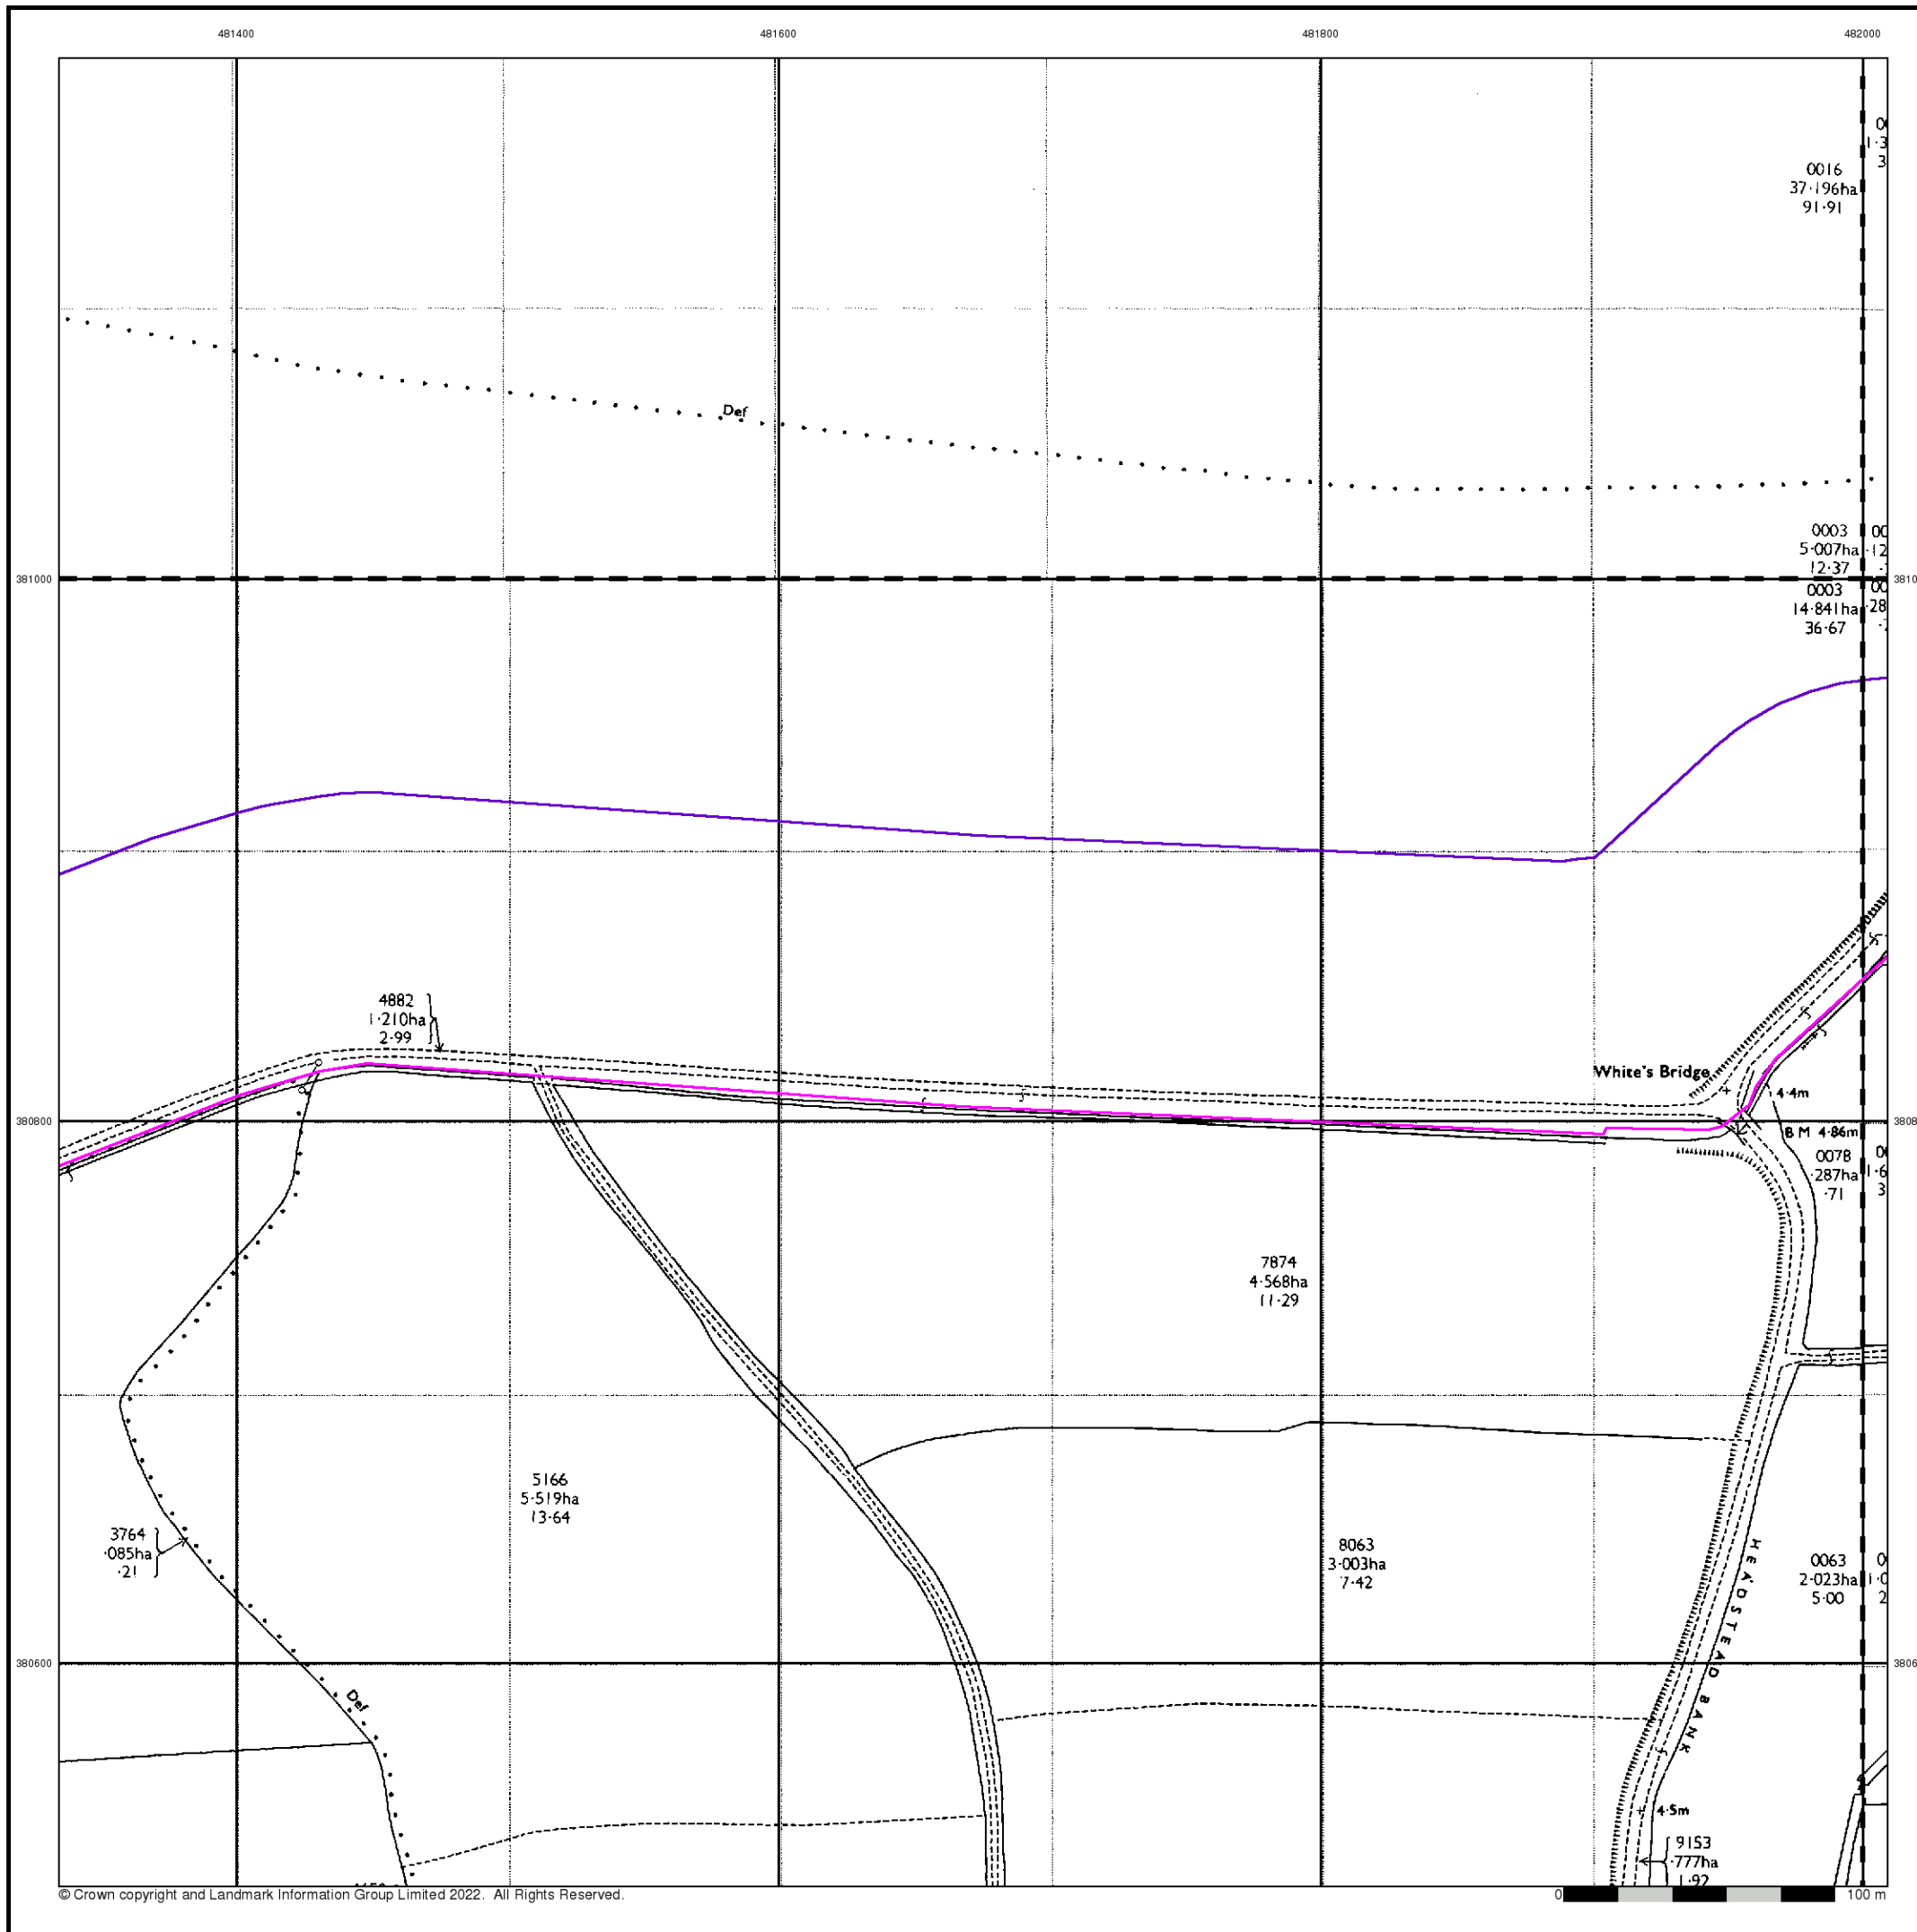 481400
481600
481800
482000
0016
37·196ha
91·91
Def
0003
5·007ha
12·37
381000
0003
14·841ha
36·67
4882
1·210ha
2·99
White's Bridge
4·4m
380800
B M 4·86m
0078
·287ha
·71
7874
4·568ha
11·29
5166
5·519ha
13·64
3764
·085ha
·21
8063
3·003ha
7·42
0063
2·023ha
5·00
HEADSTEAD BANK
380600
Def
4·5m
9153
·777ha
1·92
© Crown copyright and Landmark Information Group Limited 2022. All Rights Reserved.
0
100 m